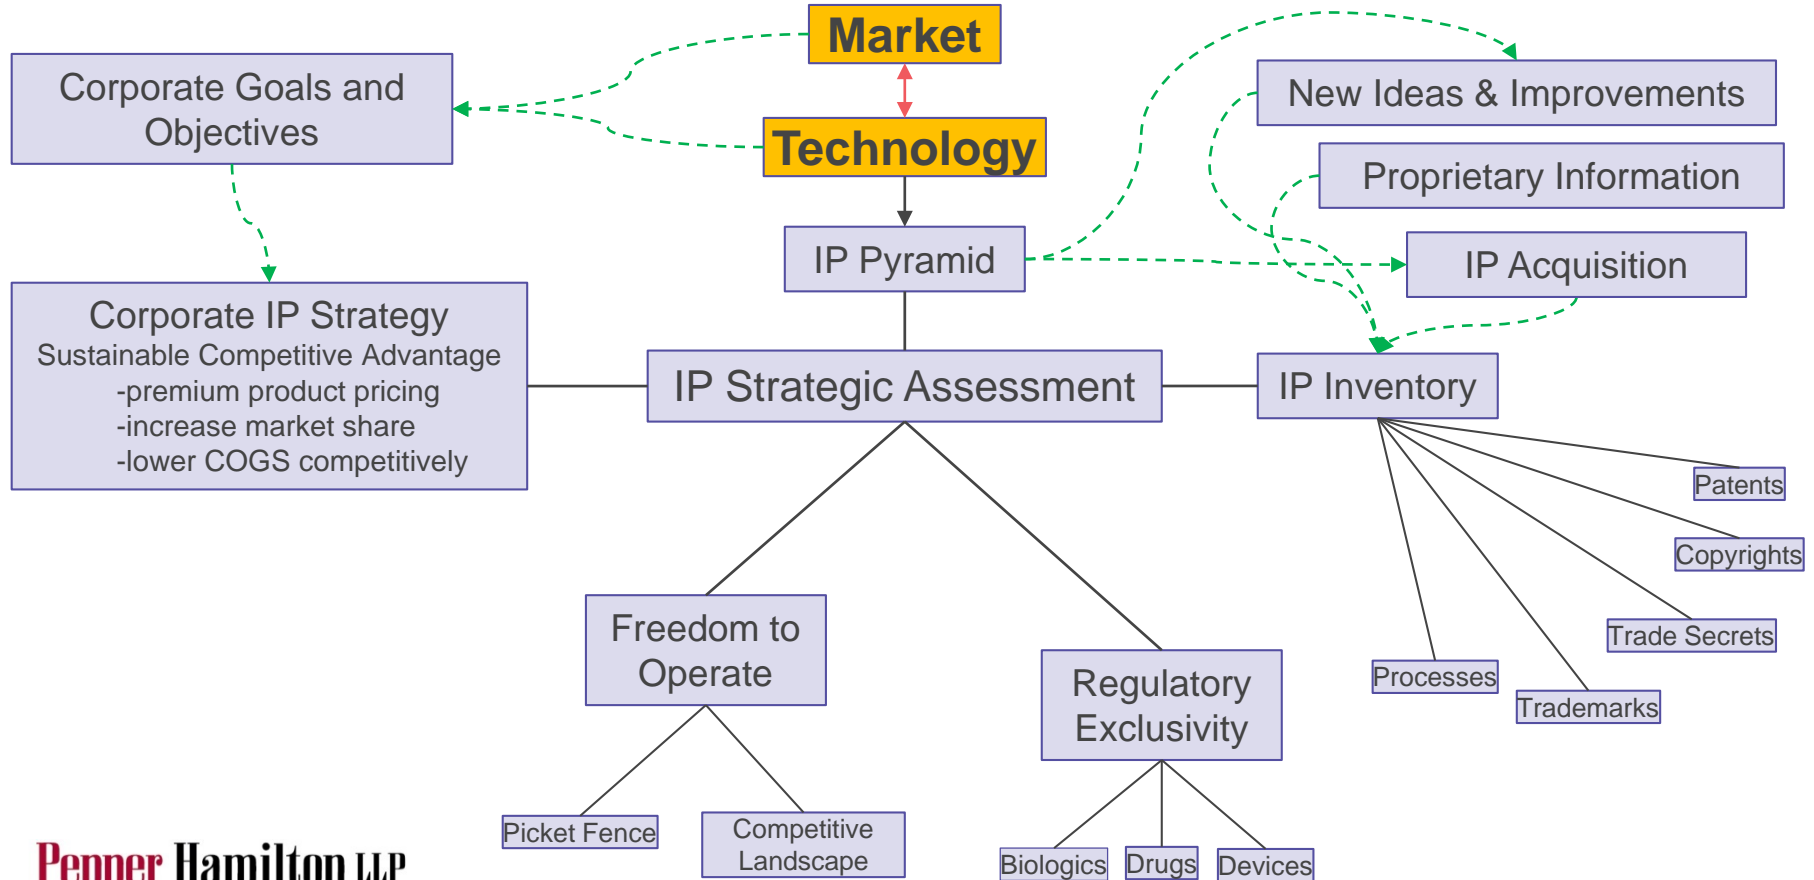 Market
Corporate Goals and
Objectives
Technology
New Ideas & Improvements
Proprietary Information
IP Pyramid
IP Acquisition
Corporate IP Strategy
Sustainable Competitive Advantage
-premium product pricing
-increase market share
-lower COGS competitively
IP Strategic Assessment
IP Inventory
Patents
Copyrights
Trade Secrets
Processes
Trademarks
Freedom to
Operate
Regulatory
Exclusivity
Picket Fence
Competitive
Landscape
Biologics
Drugs
Devices
Penner Hamilton LLP